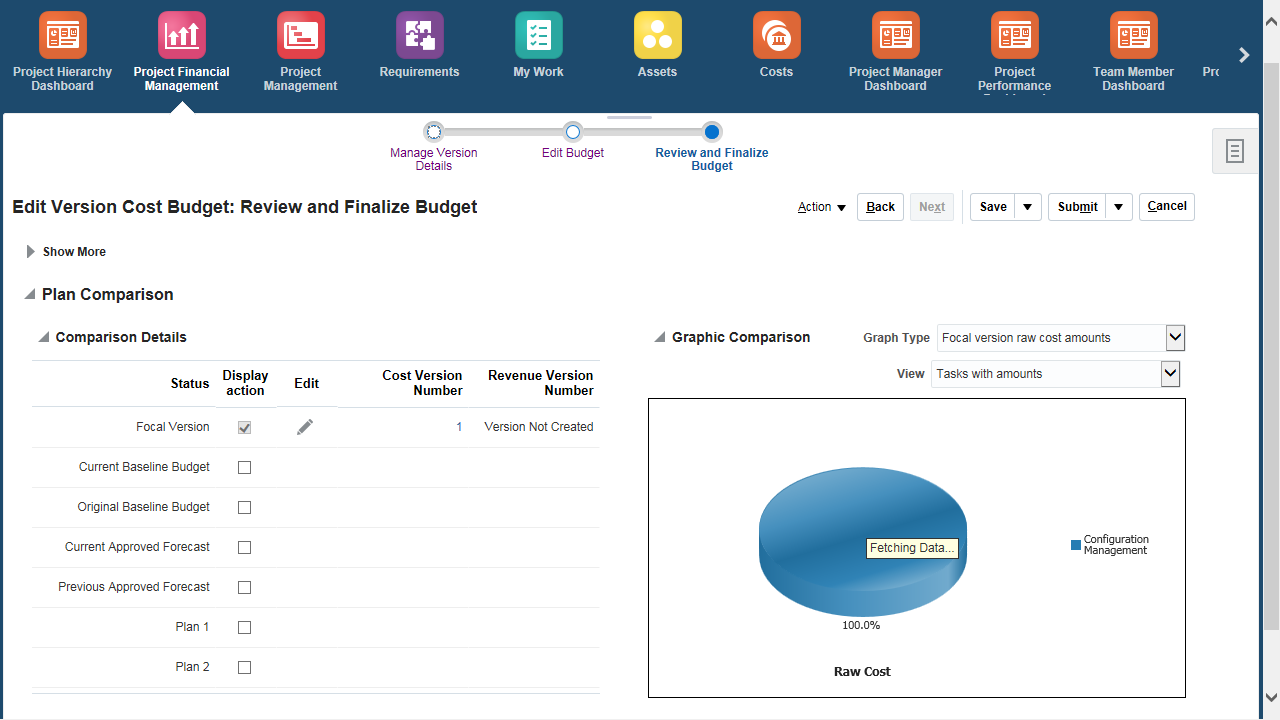 Project Hierarchy
Dashboard
Project Financial
Management
Project
Management
Requirements
My Work
Assets
Costs
Project Manager
Dashboard
Project
Performance
Team Member
Dashboard
Manage Version
Details
Edit Budget
Review and Finalize
Budget
Edit Version Cost Budget: Review and Finalize Budget
Action
Back
Next
Save
Submit
Cancel
Show More
Plan Comparison
Comparison Details
Status
Display
action
Edit
Cost Version
Number
Revenue Version
Number
Focal Version
1
Version Not Created
Current Baseline Budget
Original Baseline Budget
Current Approved Forecast
Previous Approved Forecast
Plan 1
Plan 2
Graphic Comparison
Graph Type
Focal version raw cost amounts
View
Tasks with amounts
Fetching Data...
Configuration
Management
100.0%
Raw Cost